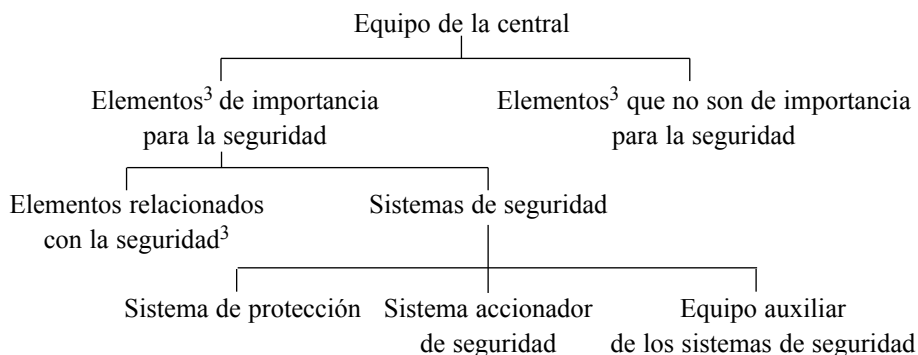 Equipo de la central
Elementos³ de importancia
para la seguridad
Elementos³ que no son de importancia
para la seguridad
Elementos relacionados
con la seguridad³
Sistemas de seguridad
Sistema de protección
Sistema accionador
de seguridad
Equipo auxiliar
de los sistemas de seguridad